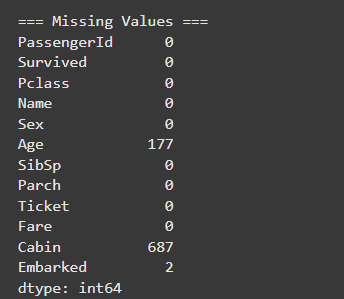 === Missing Values ===
PassengerId 0
Survived 0
Pclass 0
Name 0
Sex 0
Age 177
SibSp 0
Parch 0
Ticket 0
Fare 0
Cabin 687
Embarked 2
dtype: int64